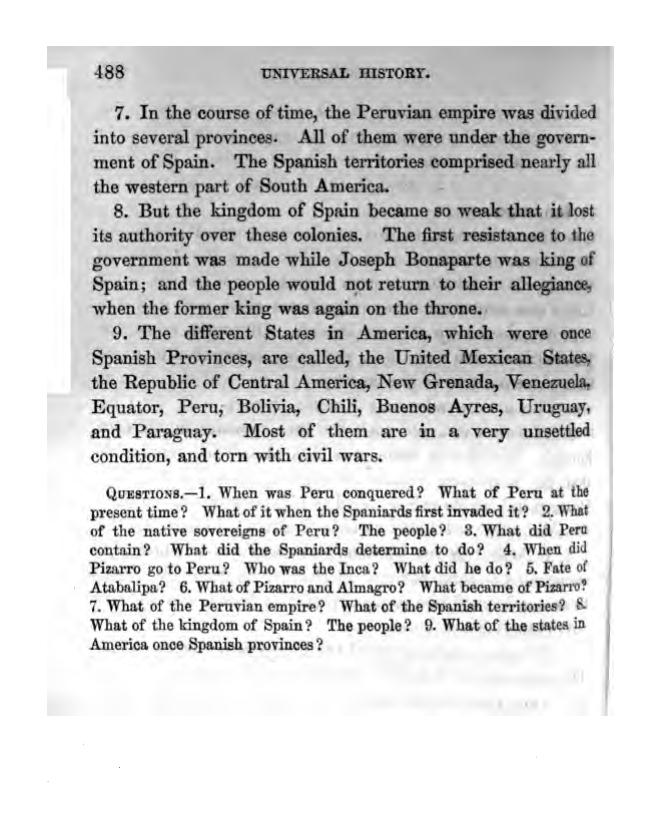 488 UNIVERSAL HISTORY.
7. In the course of time, the Peruvian empire was divided
into several provinces. All of them were under the govern-
ment of Spain. The Spanish territories comprised nearly all
the western part of South America.
8. But the kingdom of Spain became so weak that it lost
its authority over these colonies. The first resistance to the
government was made while Joseph Bonaparte was king of
Spain; and the people would not return to their allegiance,
when the former king was again on the throne.
9. The different States in America, which were once
Spanish Provinces, are called, the United Mexican States,
the Republic of Central America, New Grenada, Venezuela,
Equator, Peru, Bolivia, Chili, Buenos Ayres, Uruguay,
and Paraguay. Most of them are in a very unsettled
condition, and torn with civil wars.
QUESTIONS.—1. When was Peru conquered? What of Peru at the
present time? What of it when the Spaniards first invaded it? 2. What
of the native sovereigns of Peru? The people? 3. What did Peru
contain? What did the Spaniards determine to do? 4. When did
Pizarro go to Peru? Who was the Inca? What did he do? 5. Fate of
Atabalipa? 6. What of Pizarro and Almagro? What became of Pizarro?
7. What of the Peruvian empire? What of the Spanish territories? 8.
What of the kingdom of Spain? The people? 9. What of the states in
America once Spanish provinces?